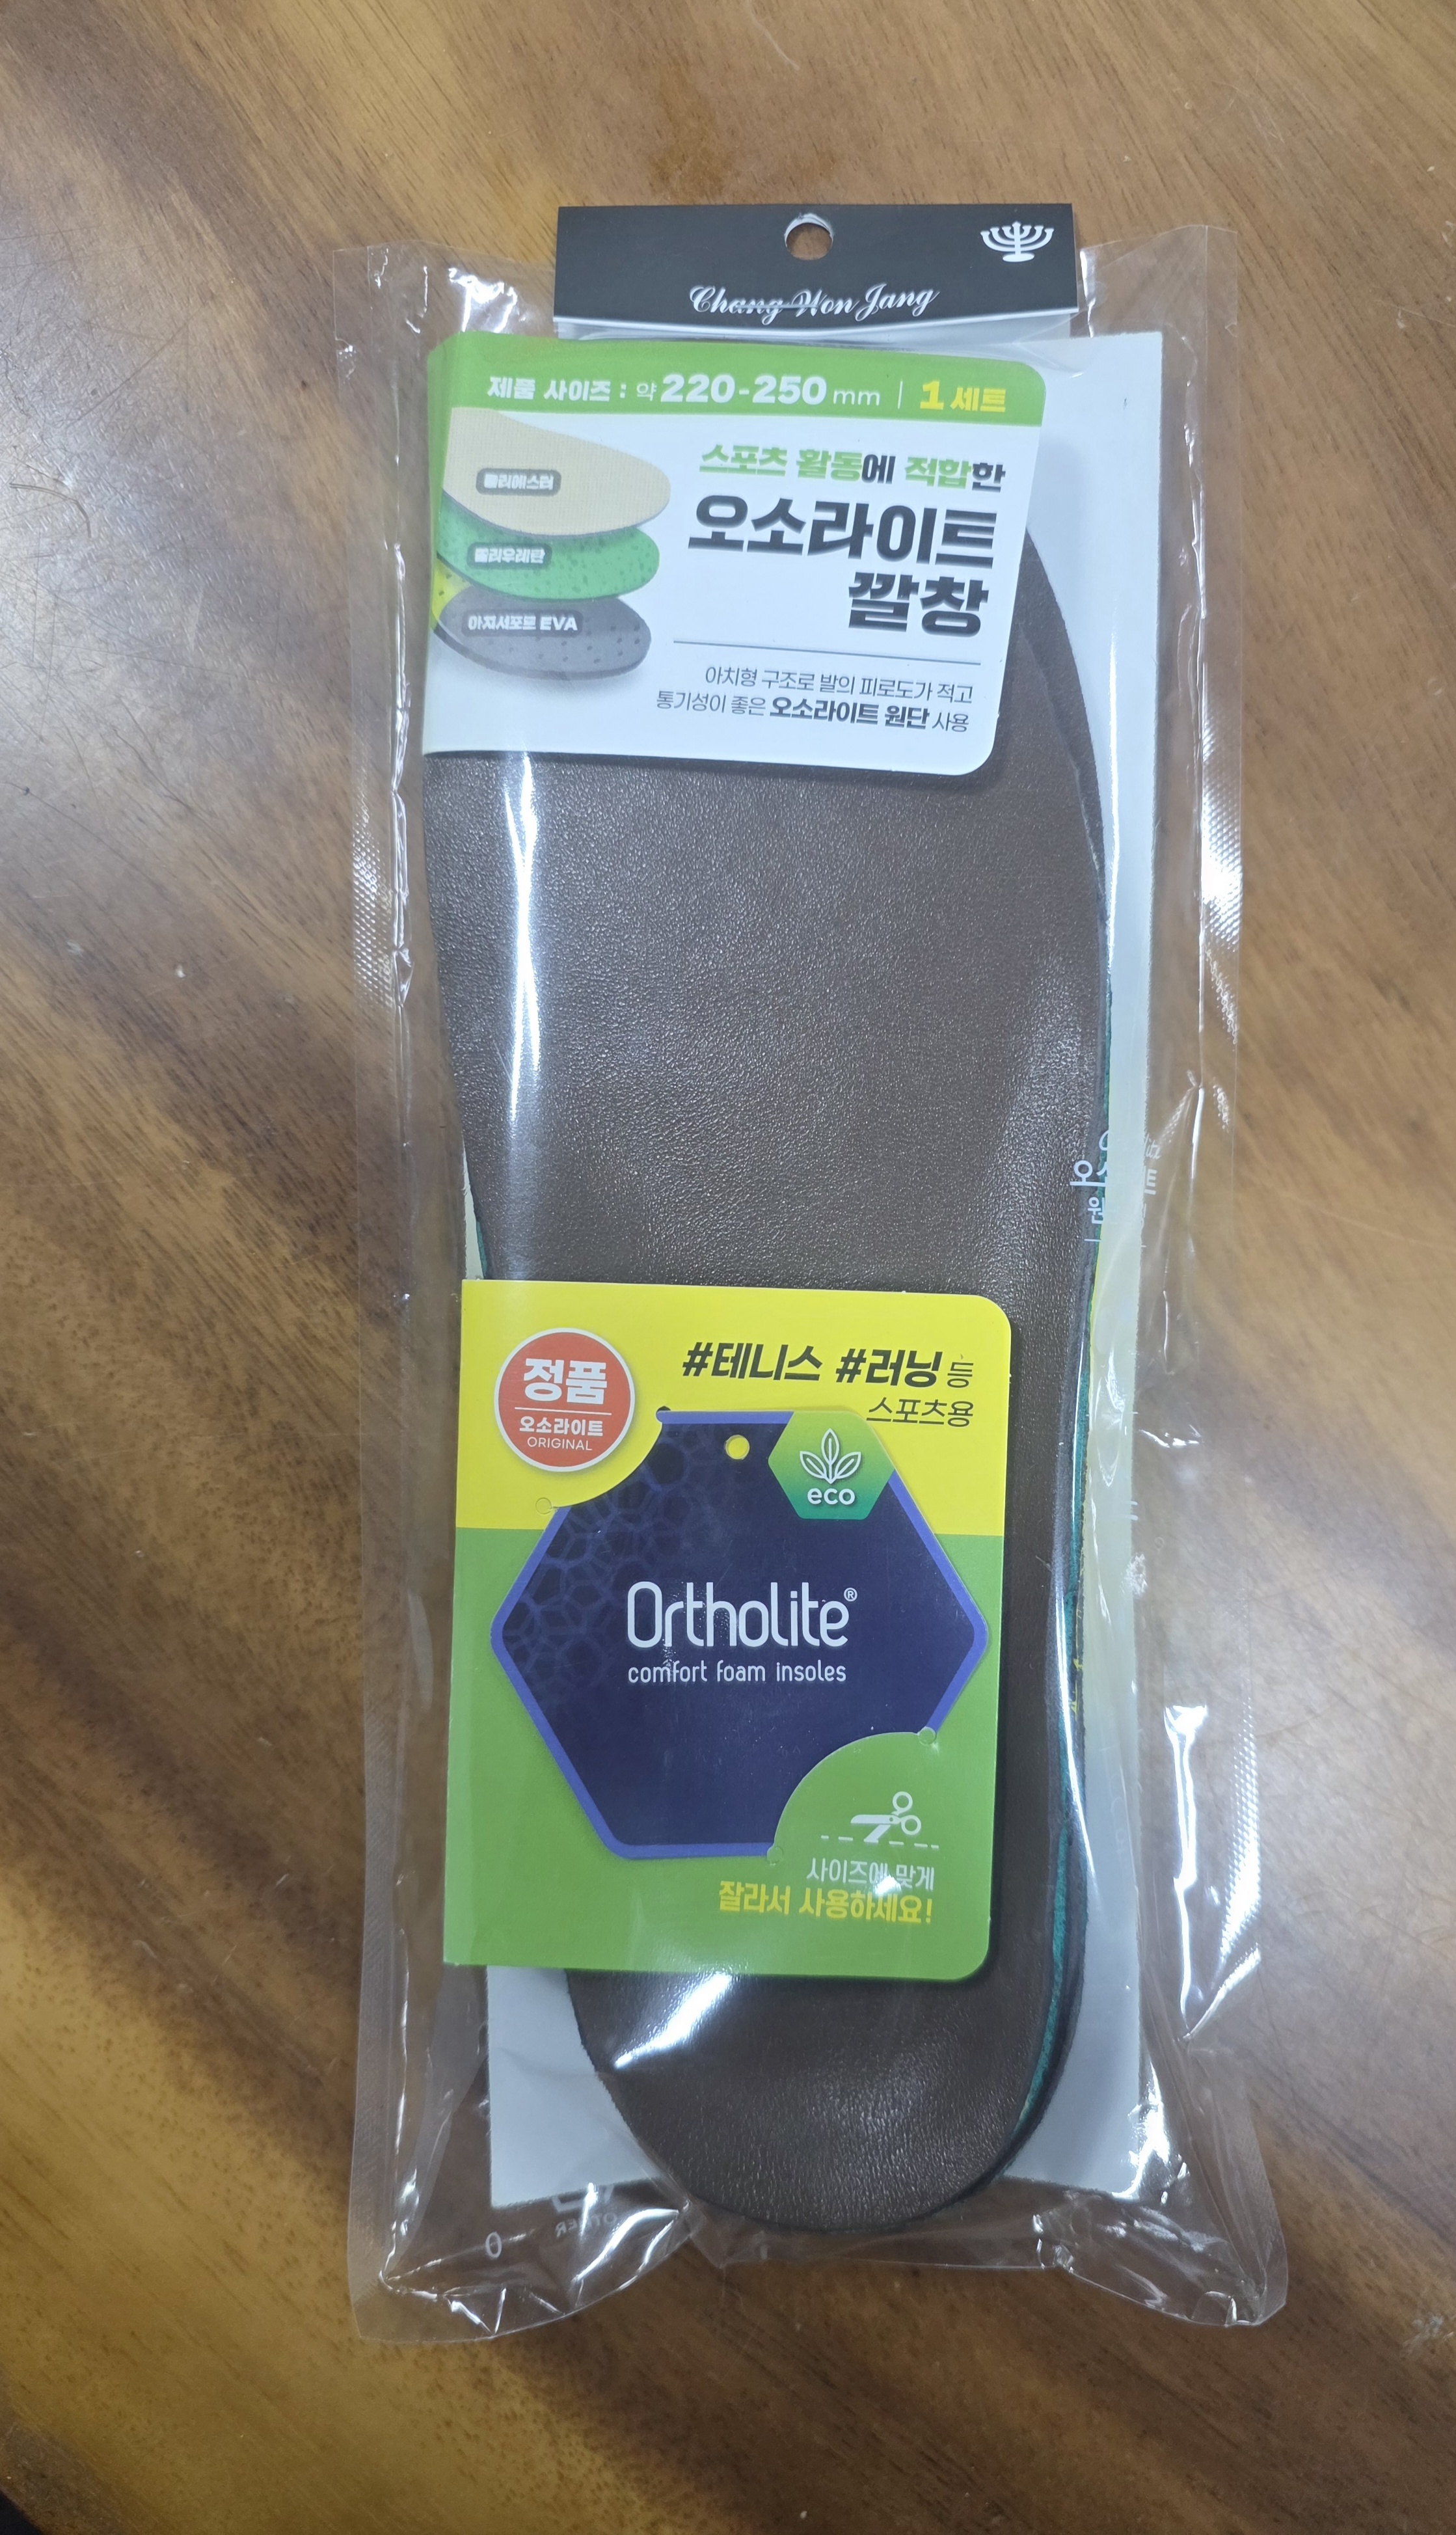 Chang Won Jang
제품 사이즈 : 약 220-250 mm | 1 세트
스포츠 활동에 적합한
오소라이트
깔창
폴리에스터
폴리우레탄
아치서포트 EVA
아치형 구조로 발의 피로도가 적고
통기성이 좋은 오소라이트 원단 사용
#테니스 #러닝 등
스포츠용
정품
오소라이트
ORIGINAL
eco
Ortholite®
comfort foam insoles
사이즈에 맞게
잘라서 사용하세요!
OTHER